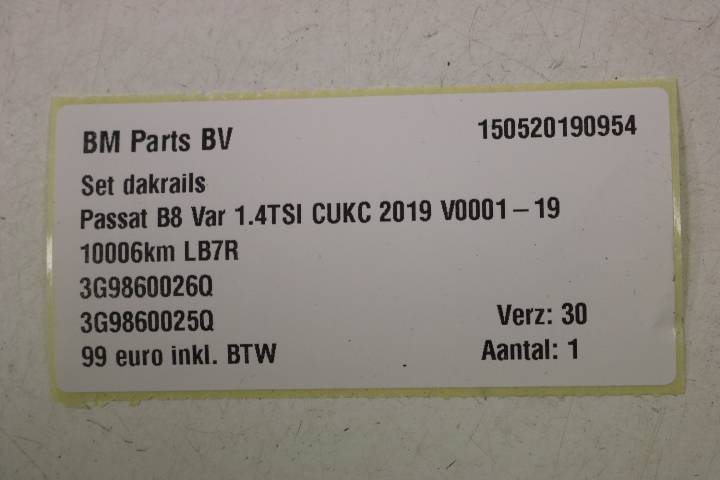 BM Parts BV 150520190954
Set dakrails
Passat B8 Var 1.4TSI CUKC 2019 V0001-19
10006km LB7R
3G9860026Q
3G9860025Q Verz: 30
99 euro inkl. BTW Aantal: 1